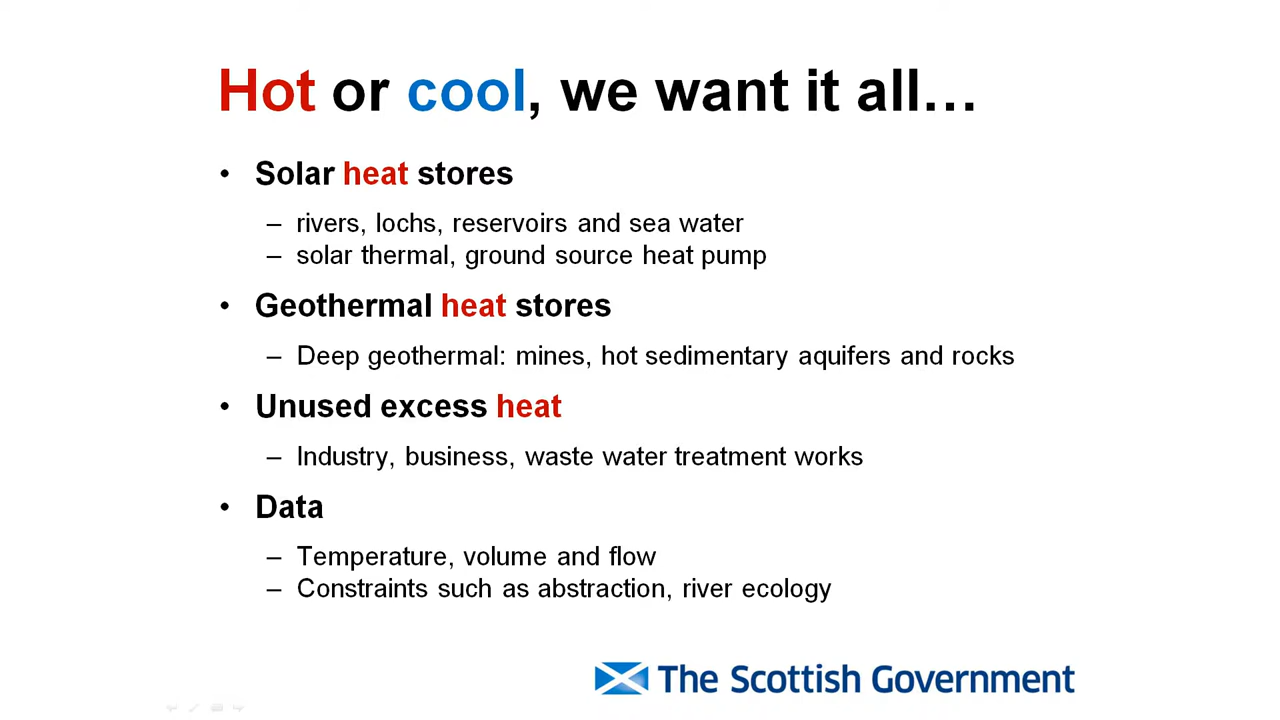 Hot or cool, we want it all…
• Solar heat stores
– rivers, lochs, reservoirs and sea water
– solar thermal, ground source heat pump
• Geothermal heat stores
– Deep geothermal: mines, hot sedimentary aquifers and rocks
• Unused excess heat
– Industry, business, waste water treatment works
• Data
– Temperature, volume and flow
– Constraints such as abstraction, river ecology
The Scottish Government